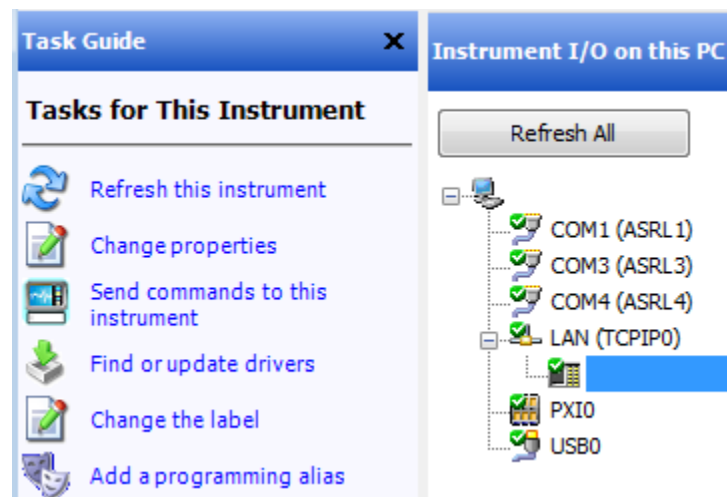 Task Guide
Tasks for This Instrument
Refresh this instrument
Change properties
Send commands to this
instrument
Find or update drivers
Change the label
Add a programming alias
Instrument I/O on this PC
Refresh All
COM1 (ASRL1)
COM3 (ASRL3)
COM4 (ASRL4)
LAN (TCPIP0)
PXI0
USB0